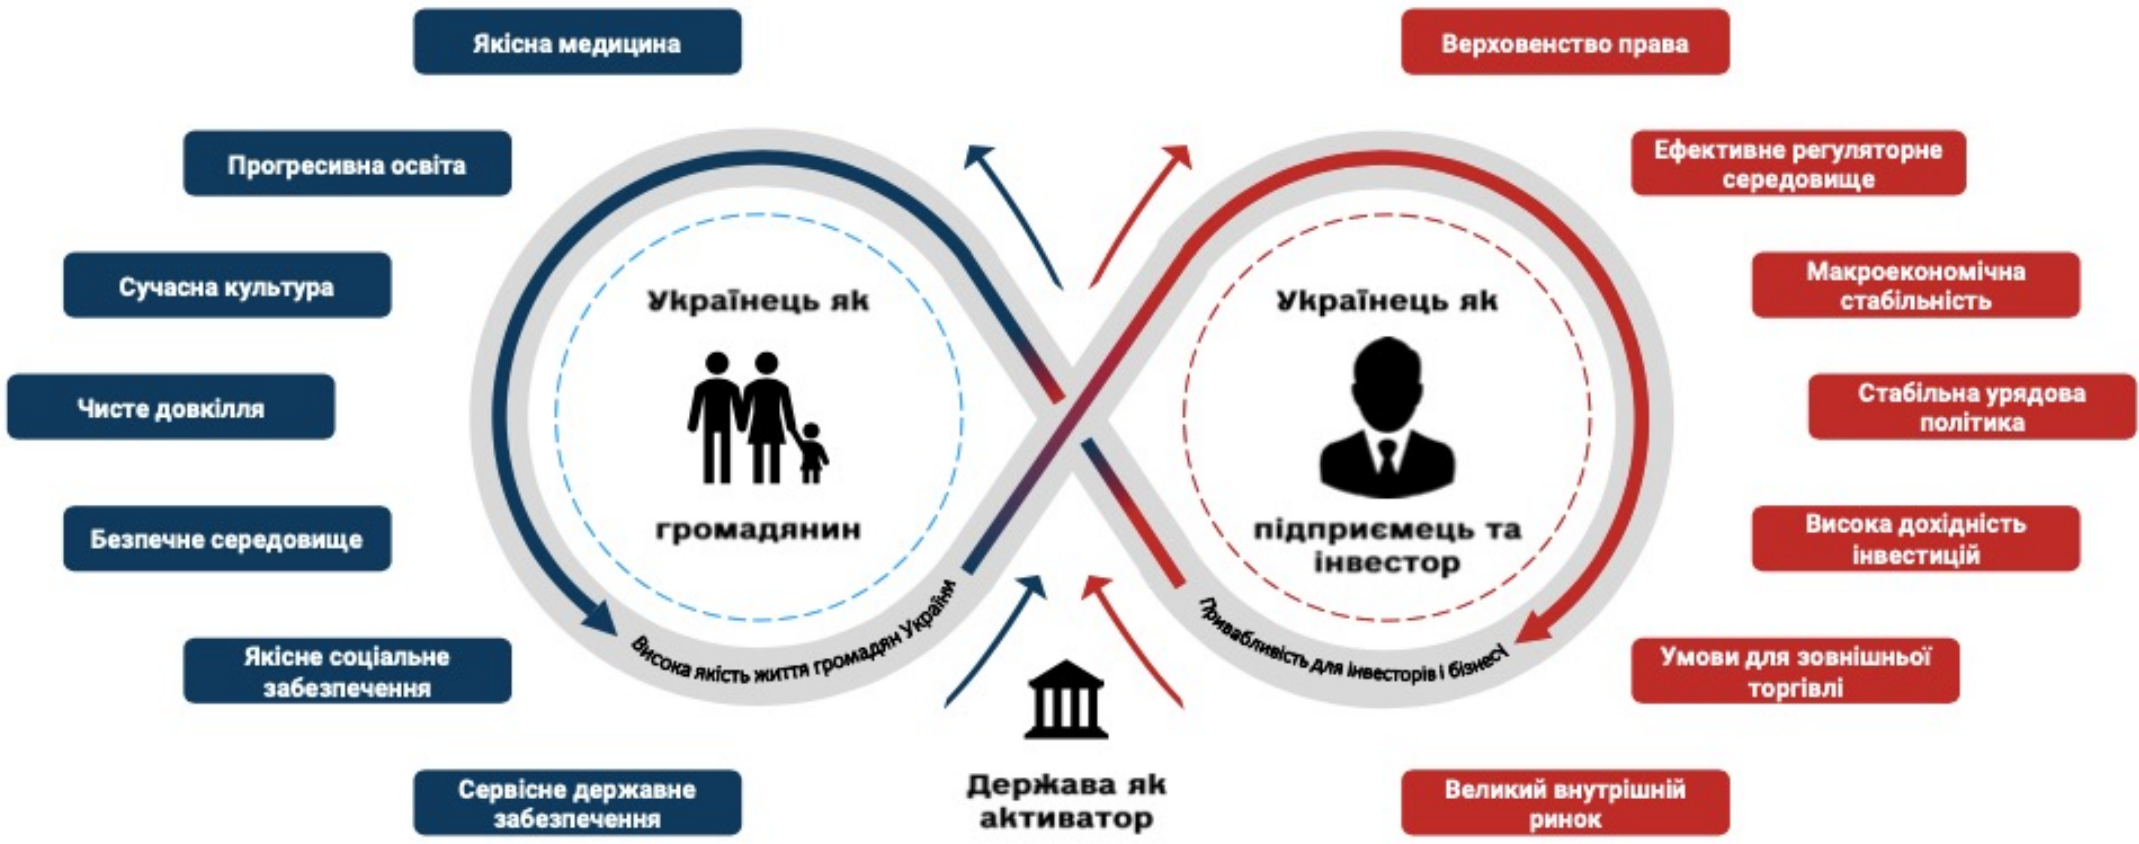 Якісна медицина
Прогресивна освіта
Сучасна культура
Чисте довкілля
Безпечне середовище
Якісне соціальне
забезпечення
Сервісне державне
забезпечення
Українець як
громадянин
Висока якість життя громадян України
Держава як
активатор
Українець як
підприємець та
інвестор
Привабливість для інвесторів і бізнесі
Верховенство права
Ефективне регуляторне
середовище
Макроекономічна
стабільність
Стабільна урядова
політика
Висока дохідність
інвестицій
Умови для зовнішньої
торгівлі
Великий внутрішній
ринок